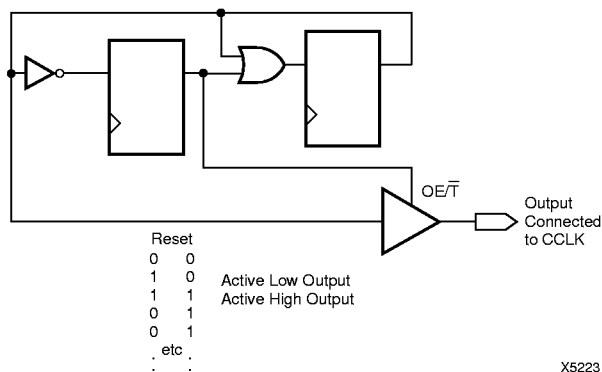 OE/T̅
Output
Connected
to CCLK
Reset
0 0
1 0
1 1
0 1
0 1
etc
. .
. .
Active Low Output
Active High Output
X5223